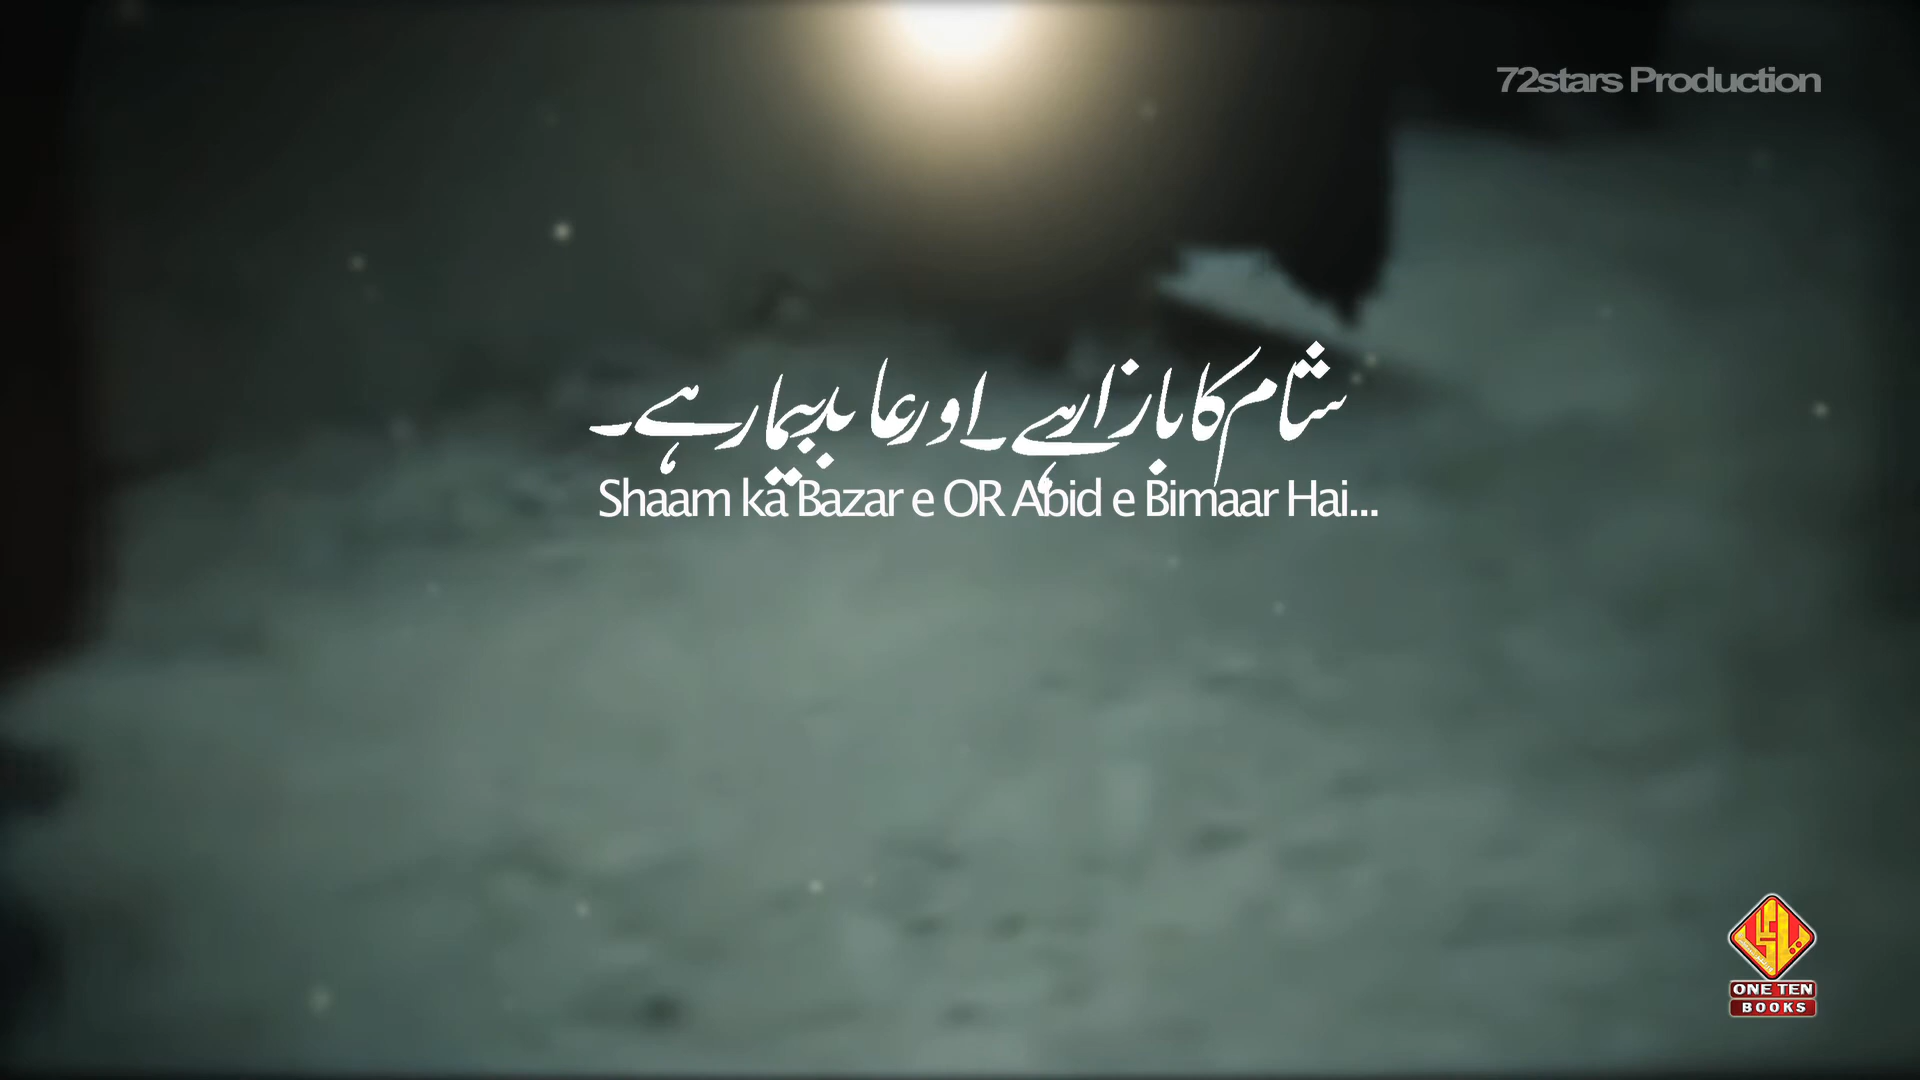 72stars Production
شام کا بازار ہے۔ اور عابد بیمار ہے۔
Shaam ka Bazar e OR Abid e Bimaar Hai...
ONE TEN
BOOKS